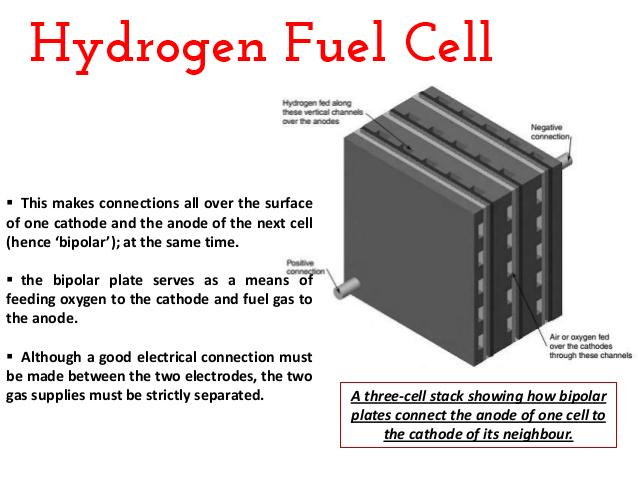 Hydrogen Fuel Cell
Hydrogen fed along
these vertical channels
over the anodes
Negative
connection
▪ This makes connections all over the surface
of one cathode and the anode of the next cell
(hence ‘bipolar’); at the same time.
▪ the bipolar plate serves as a means of
feeding oxygen to the cathode and fuel gas to
the anode.
▪ Although a good electrical connection must
be made between the two electrodes, the two
gas supplies must be strictly separated.
Positive
connection
Air or oxygen fed
over the cathodes
through these channels
A three-cell stack showing how bipolar
plates connect the anode of one cell to
the cathode of its neighbour.